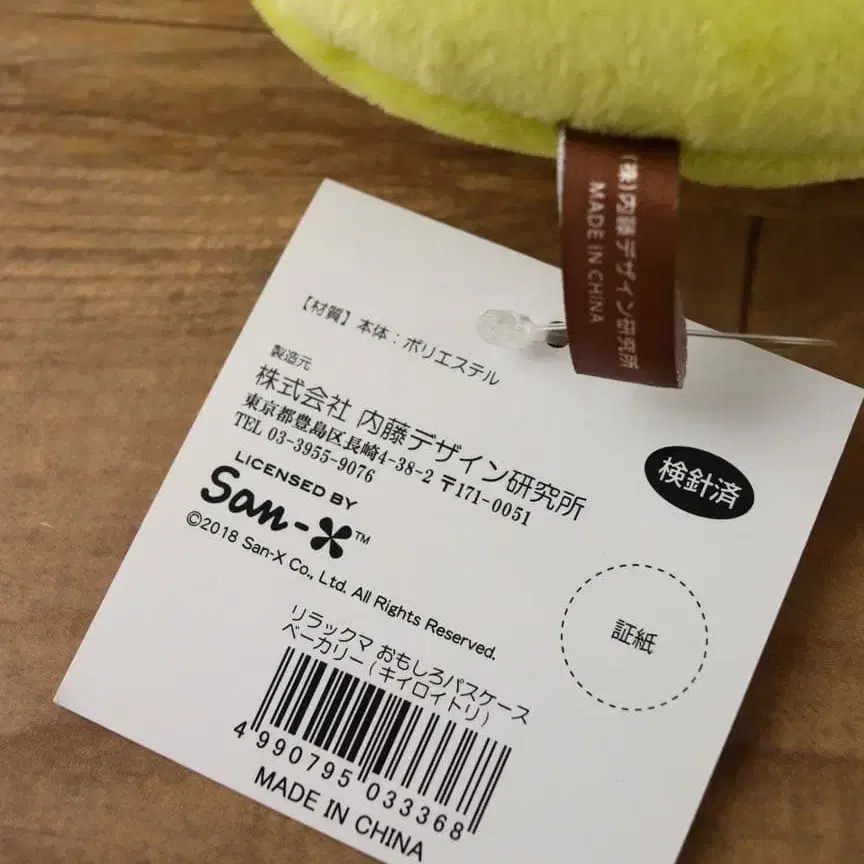 (株)内藤デザイン研究所
MADE IN CHINA
【材質】本体：ポリエステル
製造元
株式会社 内藤デザイン研究所
東京都豊島区長崎4-38-2 〒171-0051
TEL 03-3955-9076
検針済
LICENSED BY
San-X™
©2018 San-X Co., Ltd. All Rights Reserved.
証紙
リラックマ おもしろパスケース
ベーカリー(キイロイトリ)
4 990795 033368
MADE IN CHINA